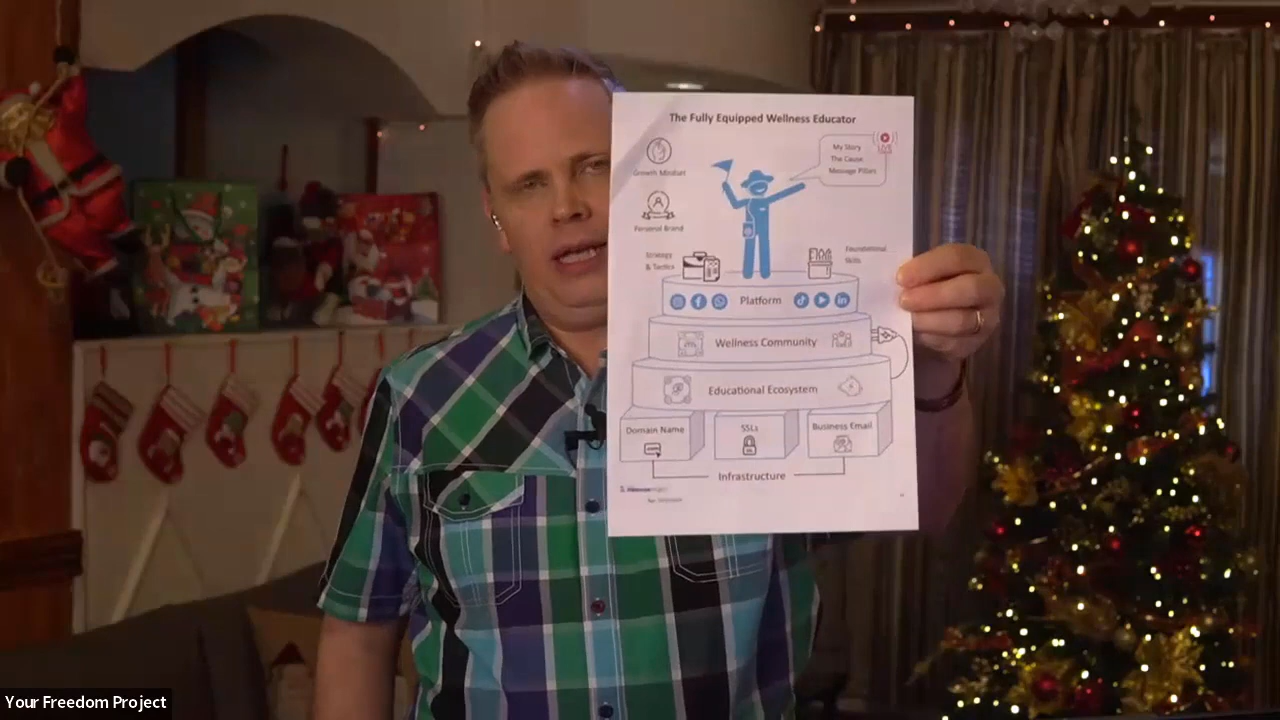 The Fully Equipped Wellness Educator
LIVE
My Story
The Cause
Message Pillars
Growth Mindset
Personal Brand
Strategy
& Tactics
Foundational
Skills
Platform
Wellness Community
Educational Ecosystem
Domain Name
SSLs
Business Email
Infrastructure
Your Freedom Project